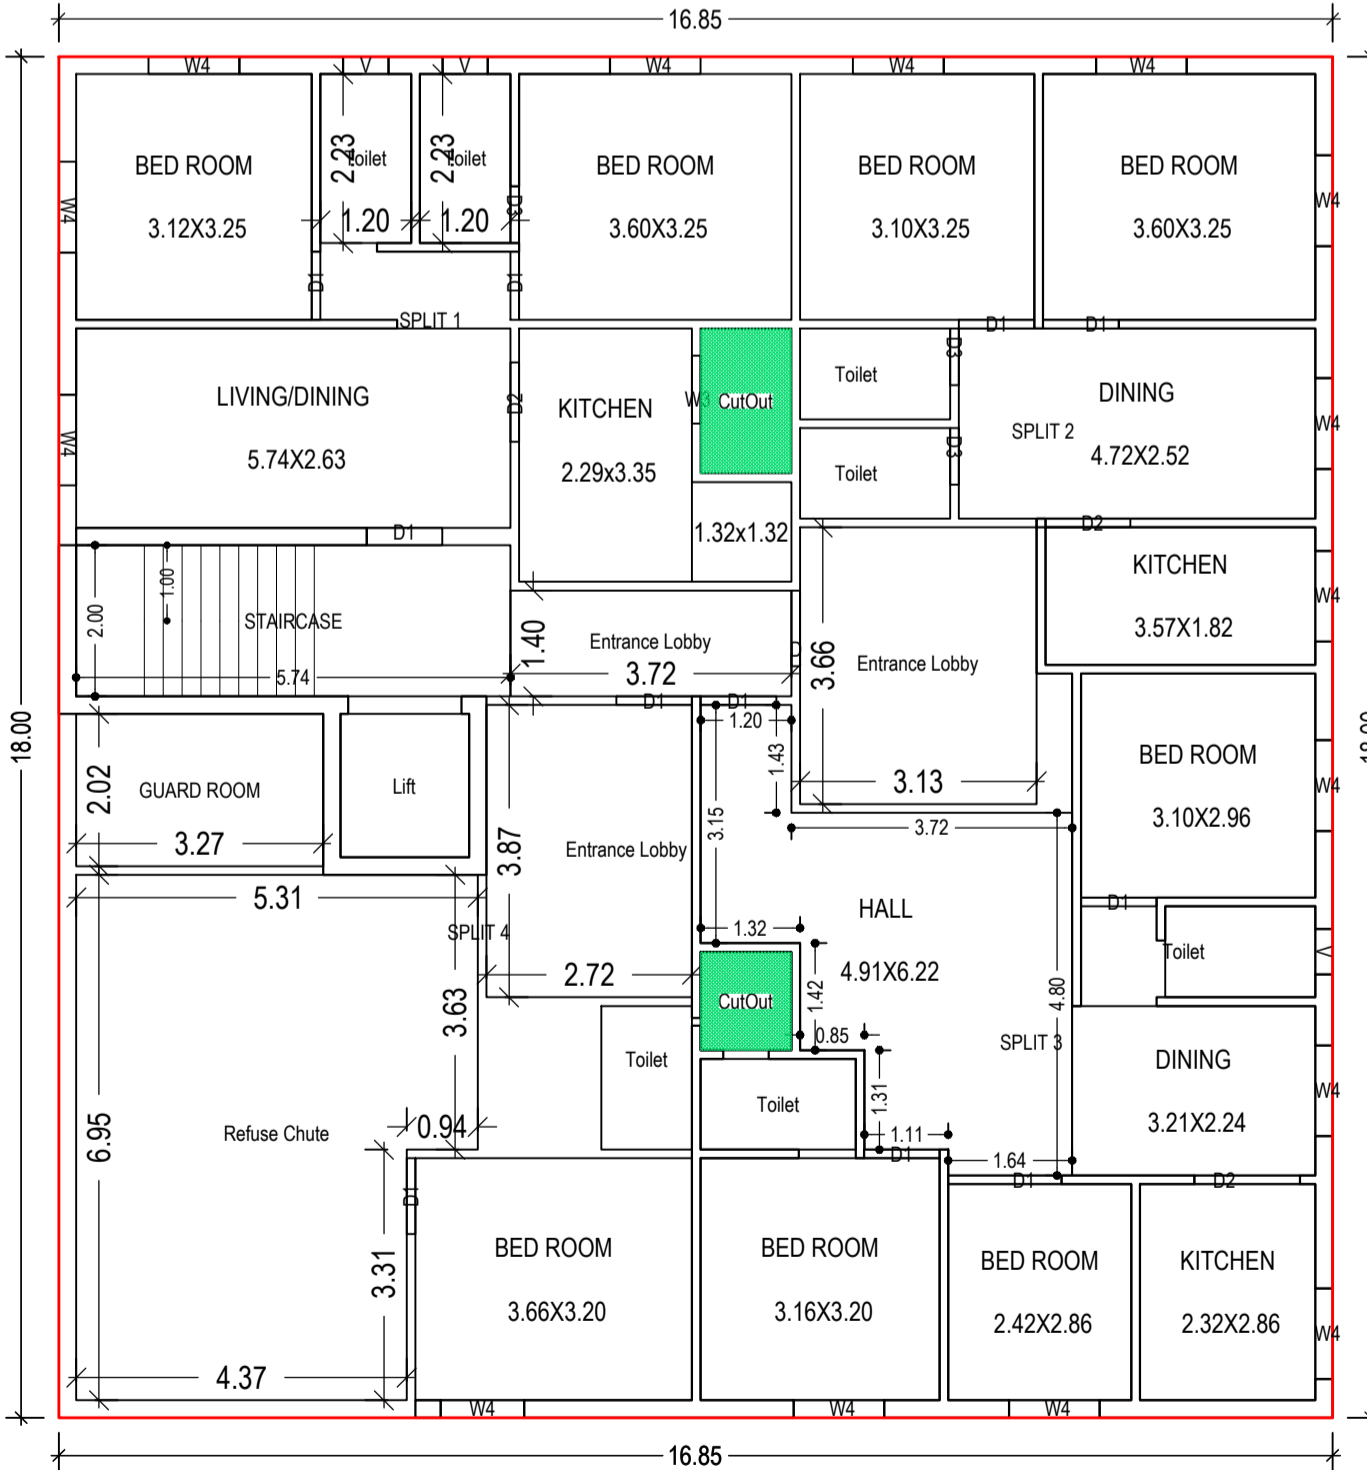 16.85
W4
V
V
W4
W4
W4
BED ROOM
3.12X3.25
2.23
Toilet
1.20
2.23
Toilet
1.20
D3
BED ROOM
3.60X3.25
BED ROOM
3.10X3.25
BED ROOM
3.60X3.25
W4
W4
D1
D1
SPLIT 1
D1
D1
LIVING/DINING
5.74X2.63
W4
D2
KITCHEN
2.29x3.35
W3
CutOut
Toilet
D3
DINING
SPLIT 2
4.72X2.52
W4
Toilet
D3
D1
1.32x1.32
D2
KITCHEN
3.57X1.82
W4
2.00
1.00
STAIRCASE
5.74
1.40
Entrance Lobby
3.72
D
3.66
Entrance Lobby
3.13
D1
D1
1.20
1.43
18.00
18.00
2.02
GUARD ROOM
3.27
Lift
3.87
Entrance Lobby
3.15
3.72
BED ROOM
3.10X2.96
W4
5.31
SPLIT 4
2.72
1.32
HALL
4.91X6.22
D1
Toilet
V
3.63
CutOut
1.42
0.85
4.80
SPLIT 3
Toilet
Toilet
1.31
1.11
DINING
3.21X2.24
W4
6.95
Refuse Chute
0.94
D1
1.64
D1
D2
D1
3.31
BED ROOM
3.66X3.20
BED ROOM
3.16X3.20
BED ROOM
2.42X2.86
KITCHEN
2.32X2.86
W4
4.37
W4
W4
W4
16.85